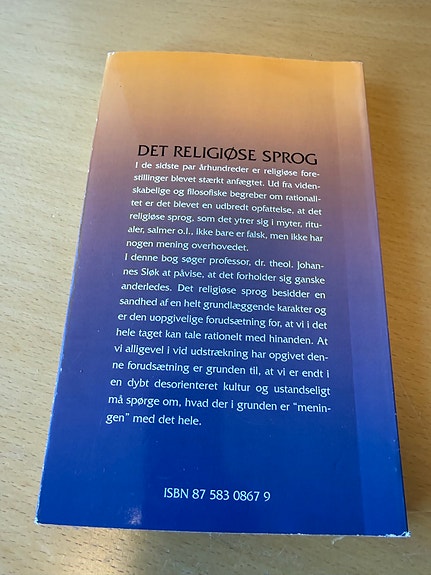 DET RELIGIØSE SPROG
I de sidste par århundreder er religiøse fore-
stillinger blevet stærkt anfægtet. Ud fra viden-
skabelige og filosofiske begreber om rationali-
tet er det blevet en udbredt opfattelse, at det
religiøse sprog, som det ytrer sig i myter, ritu-
aler, salmer o.l., ikke bare er falsk, men ikke har
nogen mening overhovedet.
I denne bog søger professor, dr. theol. Johan-
nes Sløk at påvise, at det forholder sig ganske
anderledes. Det religiøse sprog besidder en
sandhed af en helt grundlæggende karakter og
er den uopgivelige forudsætning for, at vi i det
hele taget kan tale rationelt med hinanden. At
vi alligevel i vid udstrækning har opgivet den-
ne forudsætning er grunden til, at vi er endt i
en dybt desorienteret kultur og ustandseligt
må spørge om, hvad der i grunden er "menin-
gen" med det hele.
ISBN 87 583 0867 9